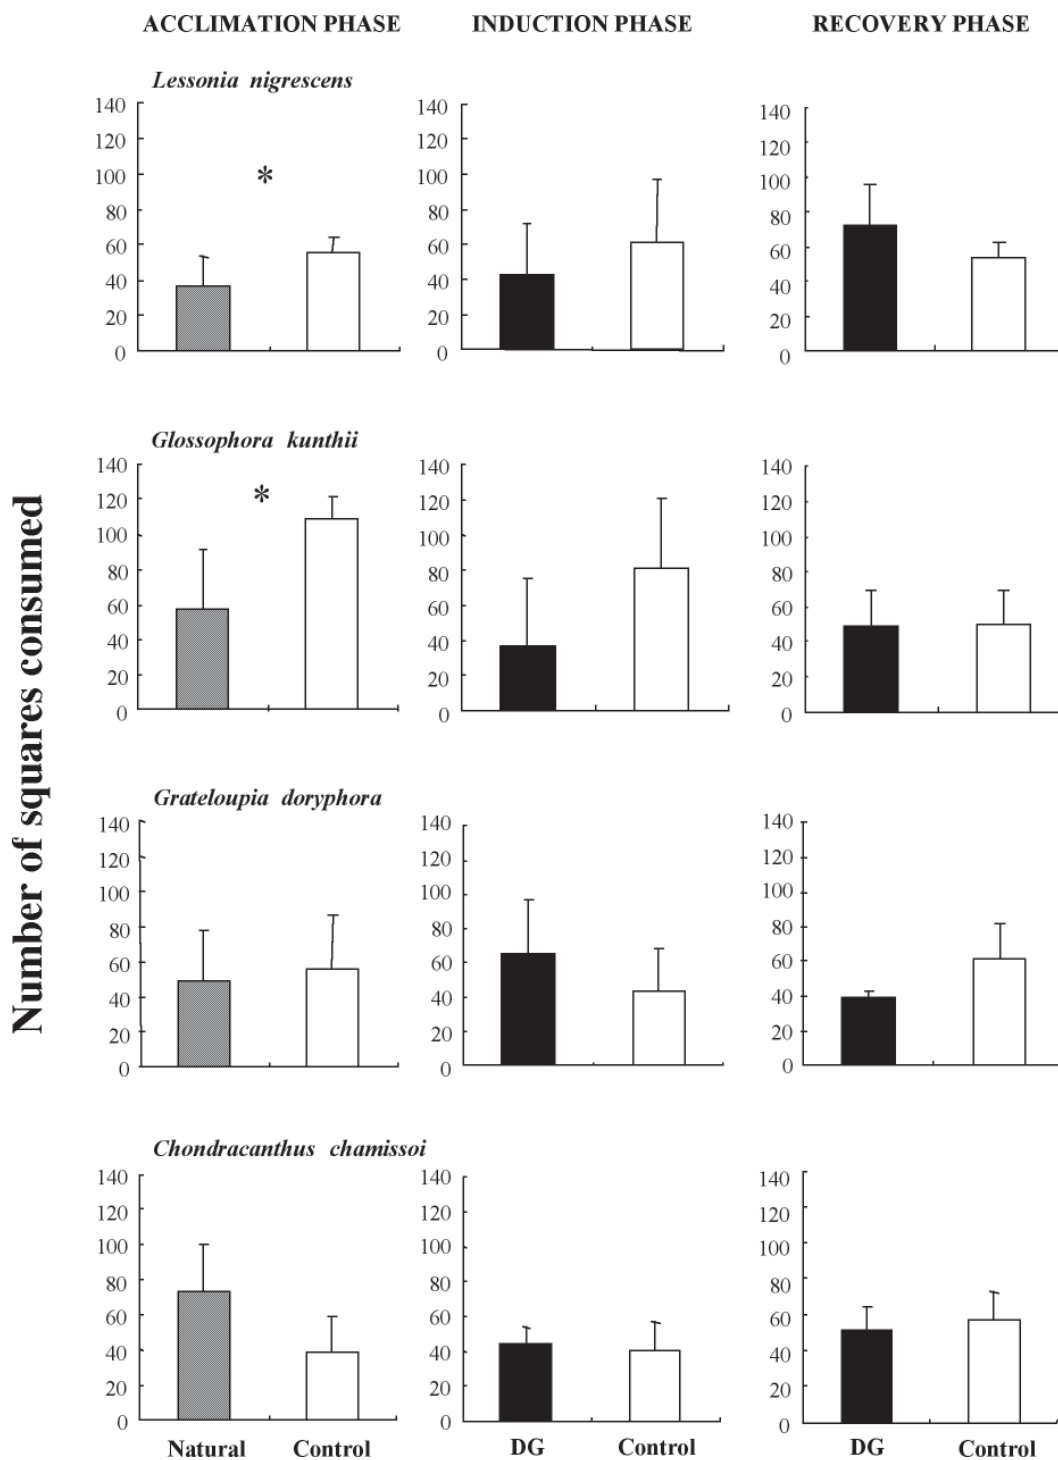 ACCLIMATION PHASE INDUCTION PHASE RECOVERY PHASE
Number of squares consumed
Lessonia nigrescens
140 140 140
120 120 120
100 100 100
80 80 80
60 60 60
40 40 40
20 20 20
0 0 0
*
Glossophora kunthii
140 140 140
120 120 120
100 100 100
80 80 80
60 60 60
40 40 40
20 20 20
0 0 0
*
Grateloupia doryphora
140 140 140
120 120 120
100 100 100
80 80 80
60 60 60
40 40 40
20 20 20
0 0 0
Chondracanthus chamissoi
140 140 140
120 120 120
100 100 100
80 80 80
60 60 60
40 40 40
20 20 20
0 0 0
Natural Control DG Control DG Control